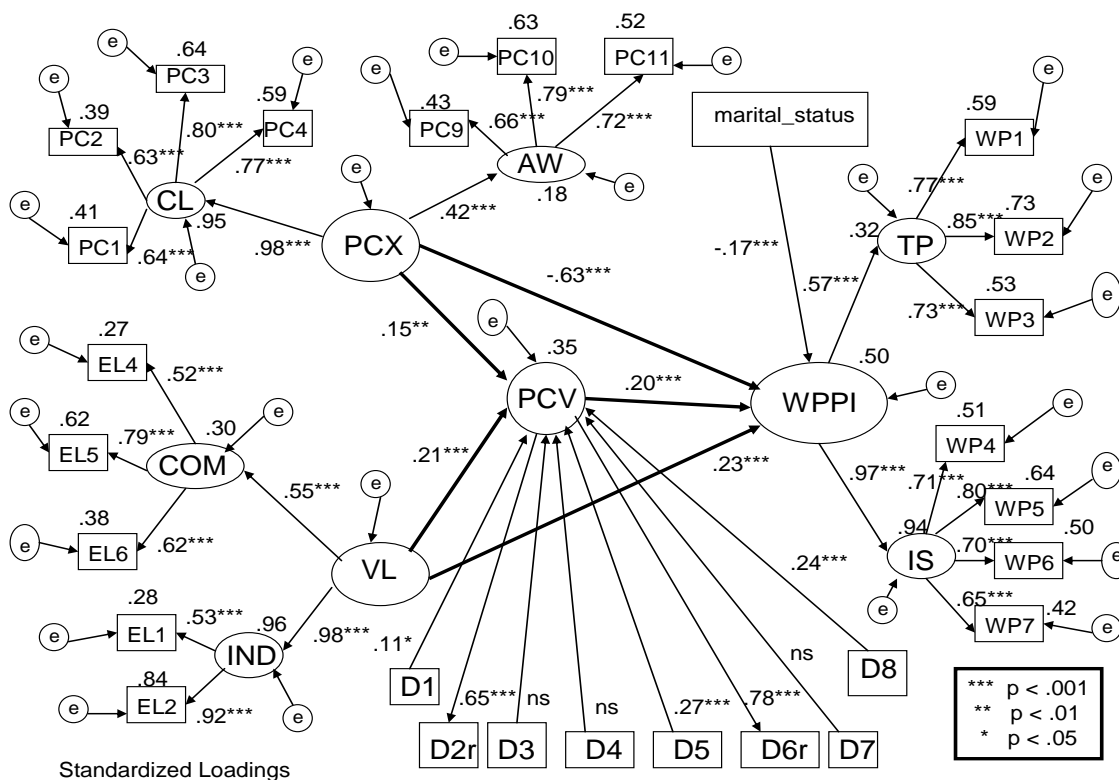 e .64 e .63 .52 e
e PC3 e PC10 PC11 e
.39 .80*** .59 .43 .79*** marital_status .59 e
PC2 PC4 PC9 .66*** .72*** WP1
.63*** .77*** AW e
CL .18 e .77*** .73 e
.41 .95 .42*** .32 .85*** WP2
e PC1 .64*** e .98*** PCX TP .53 e
-.17*** .57*** .73*** WP3
-.63***
.27 .15** e .35 .50
e EL4 .52*** PCV .20*** WPPI e
.62 .30 e .51 e
e EL5 .79*** COM .21*** .23*** .97*** WP4
.71*** .64 e
.38 .55*** e .80*** WP5
e EL6 .62*** VL .24*** .94 .50
IS .70*** WP6 e
.28 e .65*** .42
e EL1 .53*** .96 .98*** .11* ns WP7 e
.84 IND D1 D8
e EL2 .92*** e .65*** ns ns .27*** .78***
D2r D3 D4 D5 D6r D7
*** p < .001
** p < .01
* p < .05
Standardized Loadings